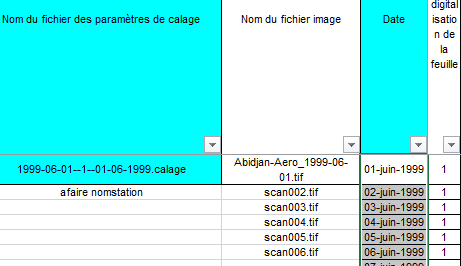 Nom du fichier des paramètres de calage
Nom du fichier image
Date
digital
isatio
n de
la
feuille
1999-06-01--1--01-06-1999.calage
Abidjan-Aero_1999-06-
01.tif
01-juin-1999
1
afaire nomstation
scan002.tif
02-juin-1999
1
scan003.tif
03-juin-1999
1
scan004.tif
04-juin-1999
1
scan005.tif
05-juin-1999
1
scan006.tif
06-juin-1999
1